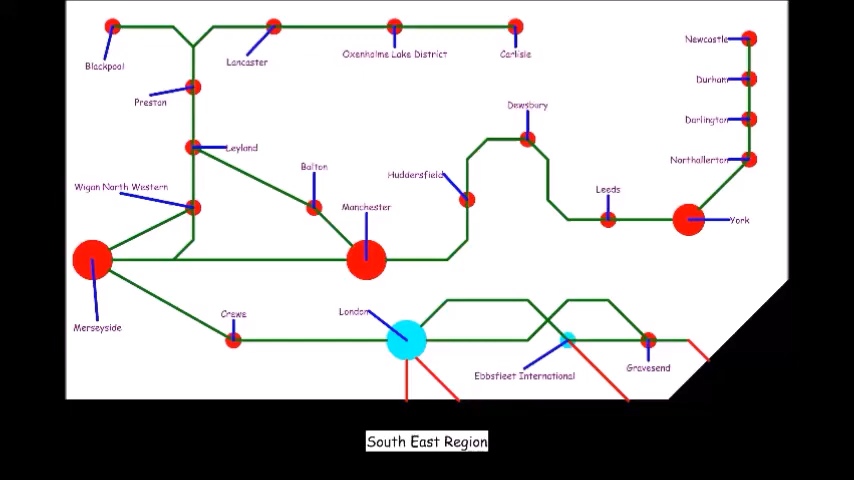 Newcastle
Blackpool
Lancaster
Oxenholme Lake District
Carlisle
Durham
Preston
Dewsbury
Darlington
Leyland
Northallerton
Bolton
Huddersfield
Wigan North Western
Leeds
Manchester
York
Merseyside
Crewe
London
Ebbsfleet International
Gravesend
South East Region